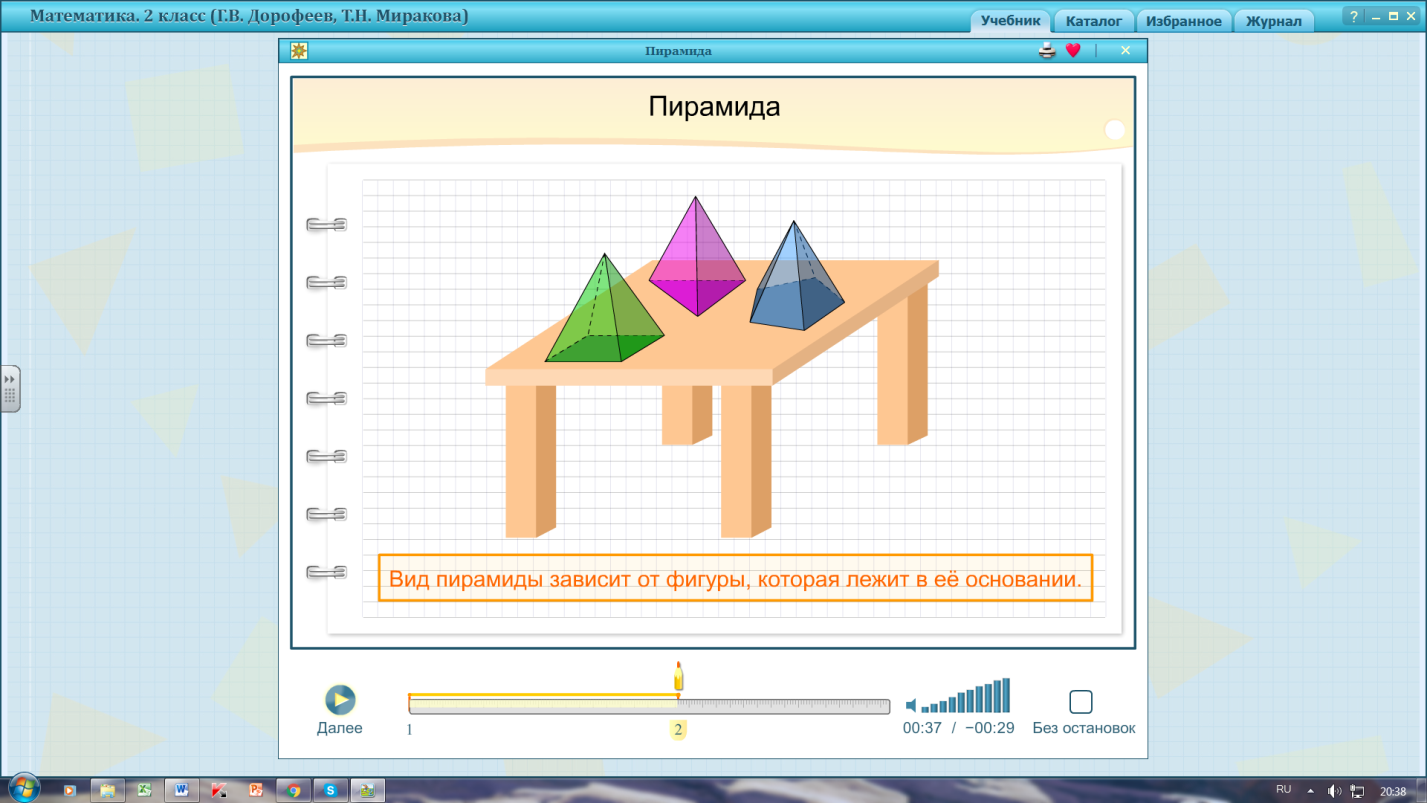 Математика. 2 класс (Г.В. Дорофеев, Т.Н. Миракова)
Учебник
Каталог
Избранное
Журнал
?
Пирамида
Пирамида
Вид пирамиды зависит от фигуры, которая лежит в её основании.
Далее
1
2
00:37 / −00:29
Без остановок
RU
20:38